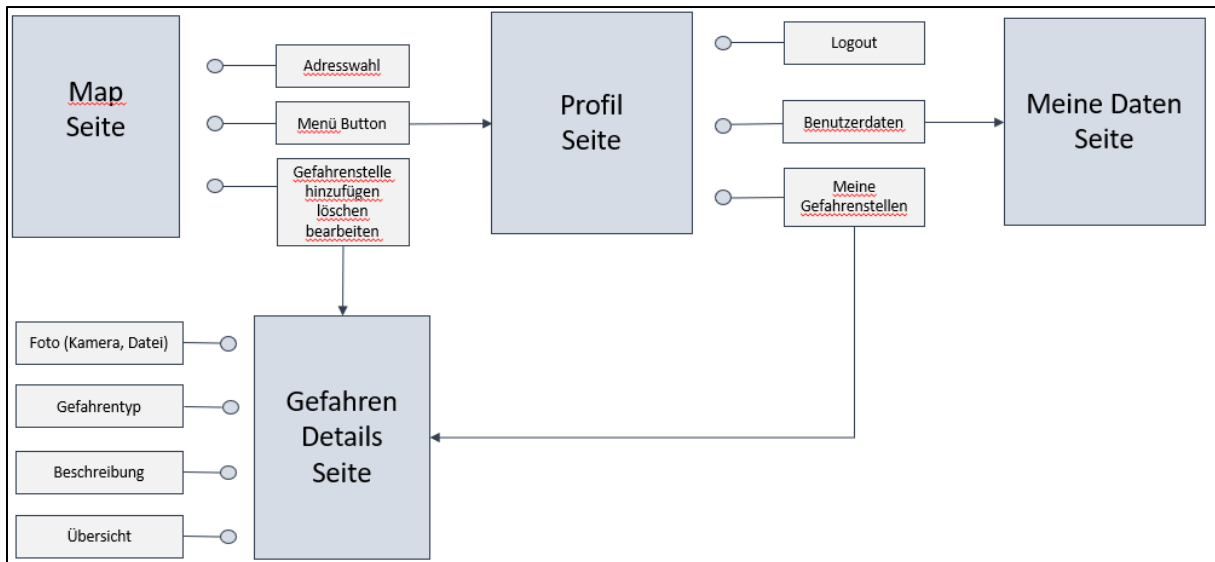 Map
Seite
Adresswahl
Menü Button
Gefahrenstelle
hinzufügen
löschen
bearbeiten
Profil
Seite
Logout
Benutzerdaten
Meine
Gefahrenstellen
Meine Daten
Seite
Foto (Kamera, Datei)
Gefahrentyp
Beschreibung
Übersicht
Gefahren
Details
Seite